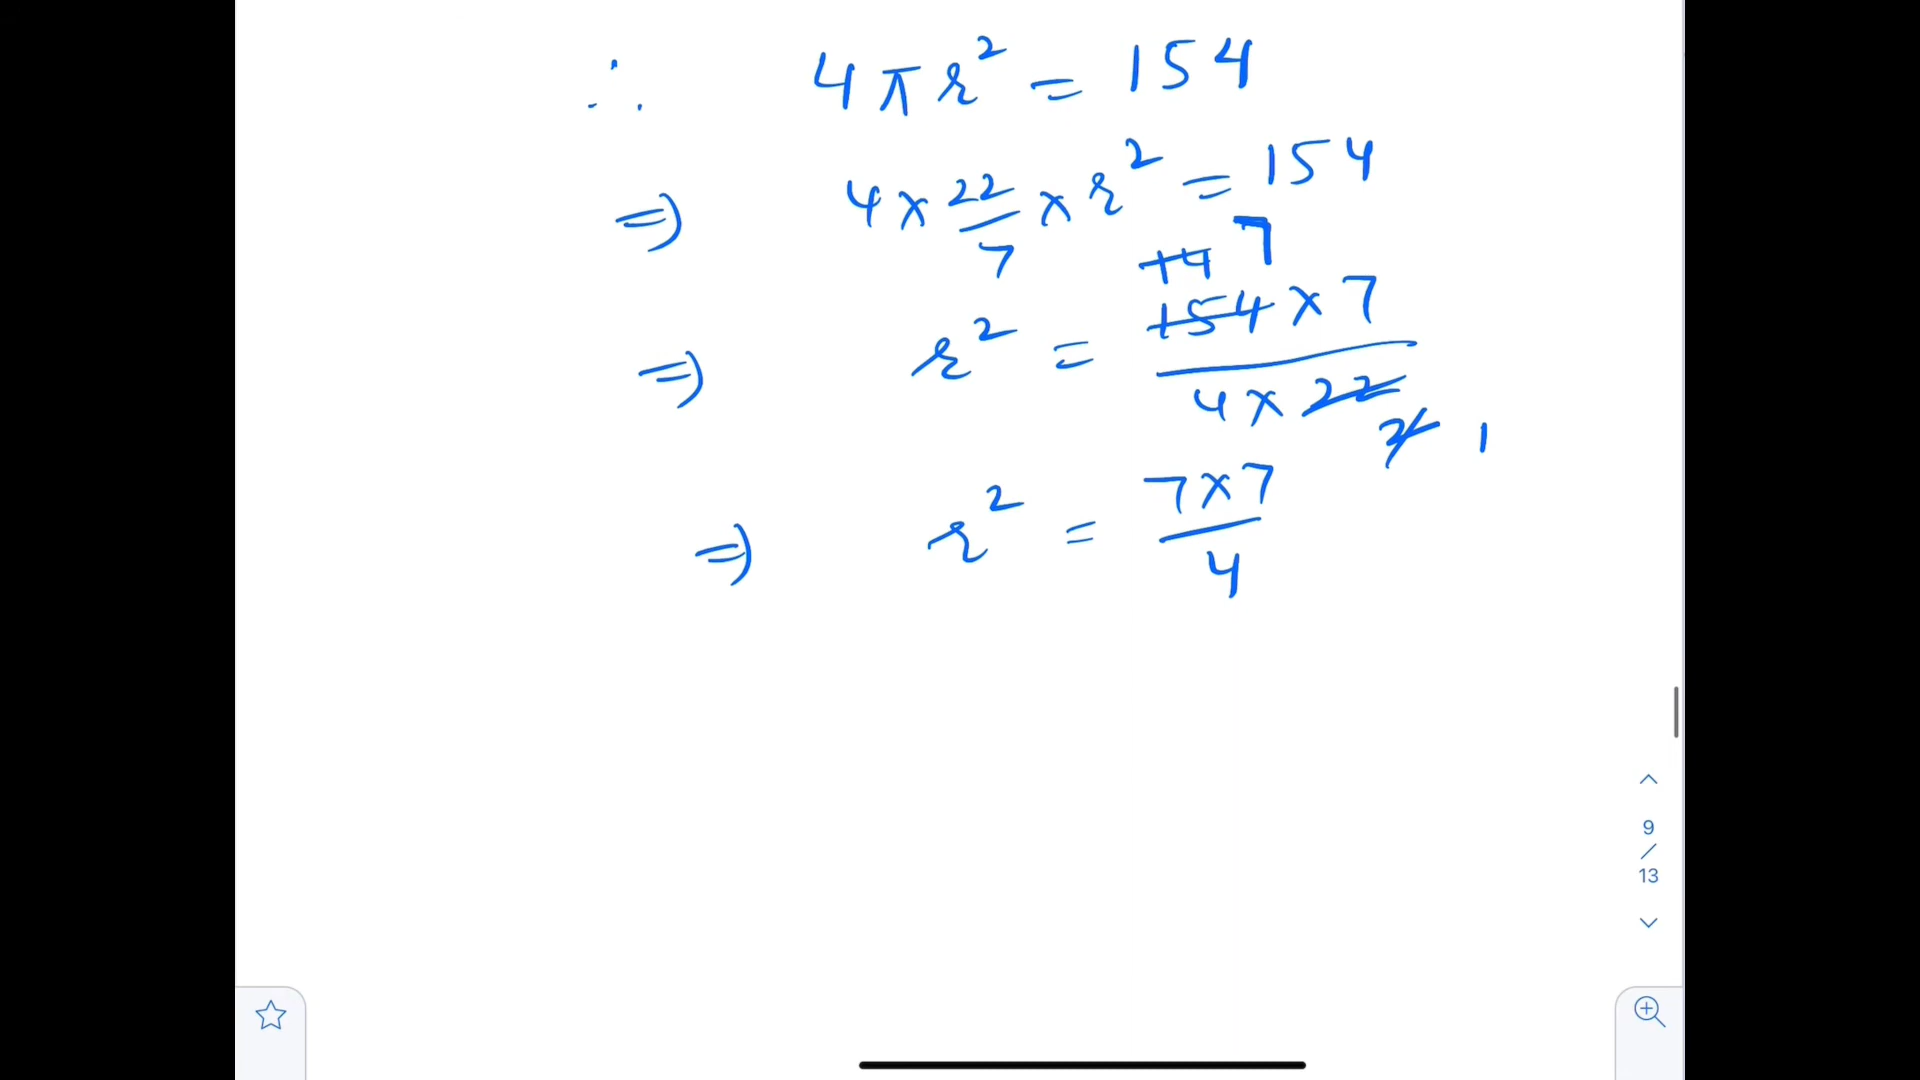 ∴ 4πr² = 154
⇒ 4 × 22/7 × r² = 154
14 7
⇒ r² = 154 × 7 / 4 × 22
2 1
⇒ r² = 7×7 / 4
9
/
13